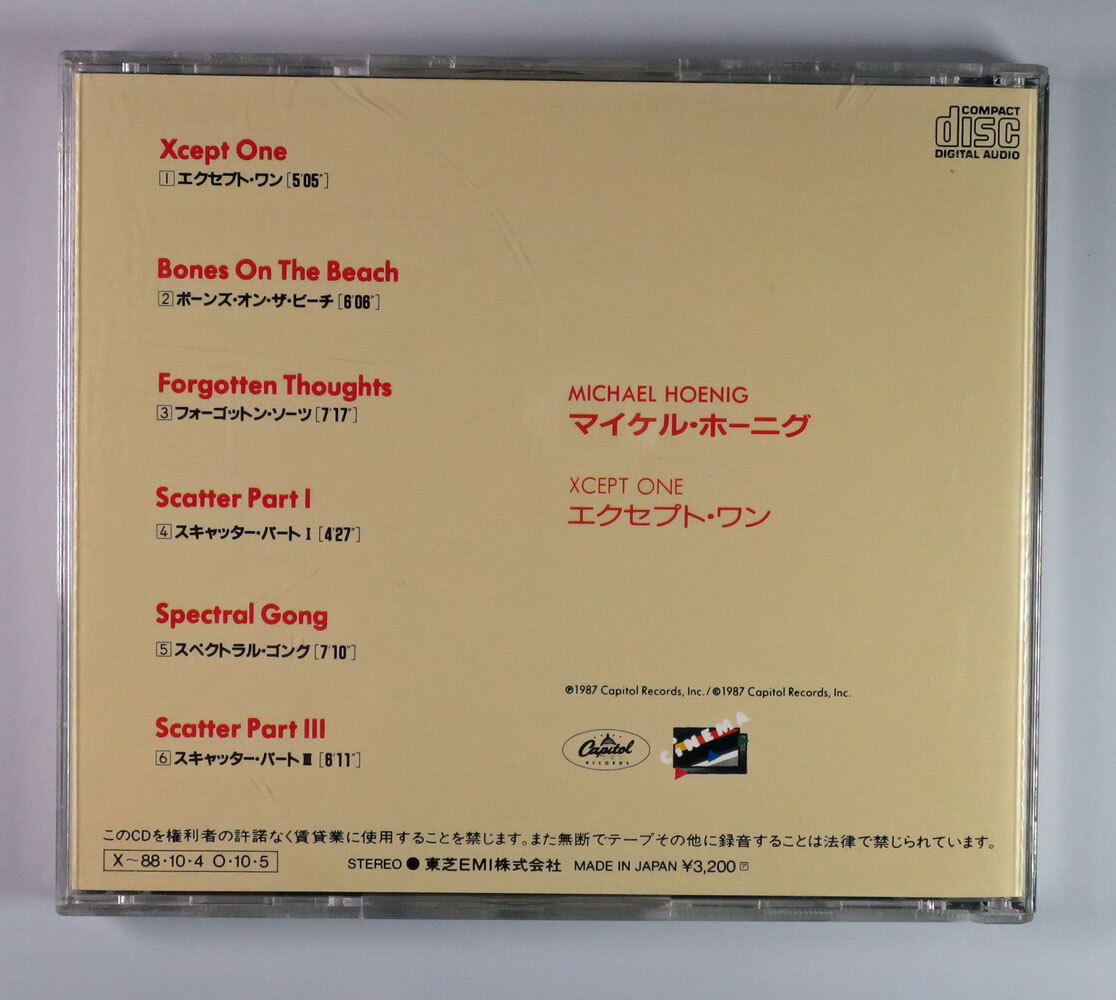 COMPACT
disc
DIGITAL AUDIO
Xcept One
1 エクセプト・ワン [5'05"]
Bones On The Beach
2 ボーンズ・オン・ザ・ビーチ [6'06"]
Forgotten Thoughts
3 フォーゴットン・ソーツ [7'17"]
Scatter Part I
4 スキャッター・パート I [4'27"]
Spectral Gong
5 スペクトラル・ゴング [7'10"]
Scatter Part III
6 スキャッター・パート III [6'11"]
MICHAEL HOENIG
マイケル・ホーニグ
XCEPT ONE
エクセプト・ワン
℗1987 Capitol Records, Inc./©1987 Capitol Records, Inc.
Capitol
RECORDS
CINEMA
このCDを権利者の許諾なく賃貸業に使用することを禁じます。また無断でテープその他に録音することは法律で禁じられています。
X～88・10・4 O・10・5
STEREO ● 東芝EMI株式会社 MADE IN JAPAN ¥3,200 ㋐